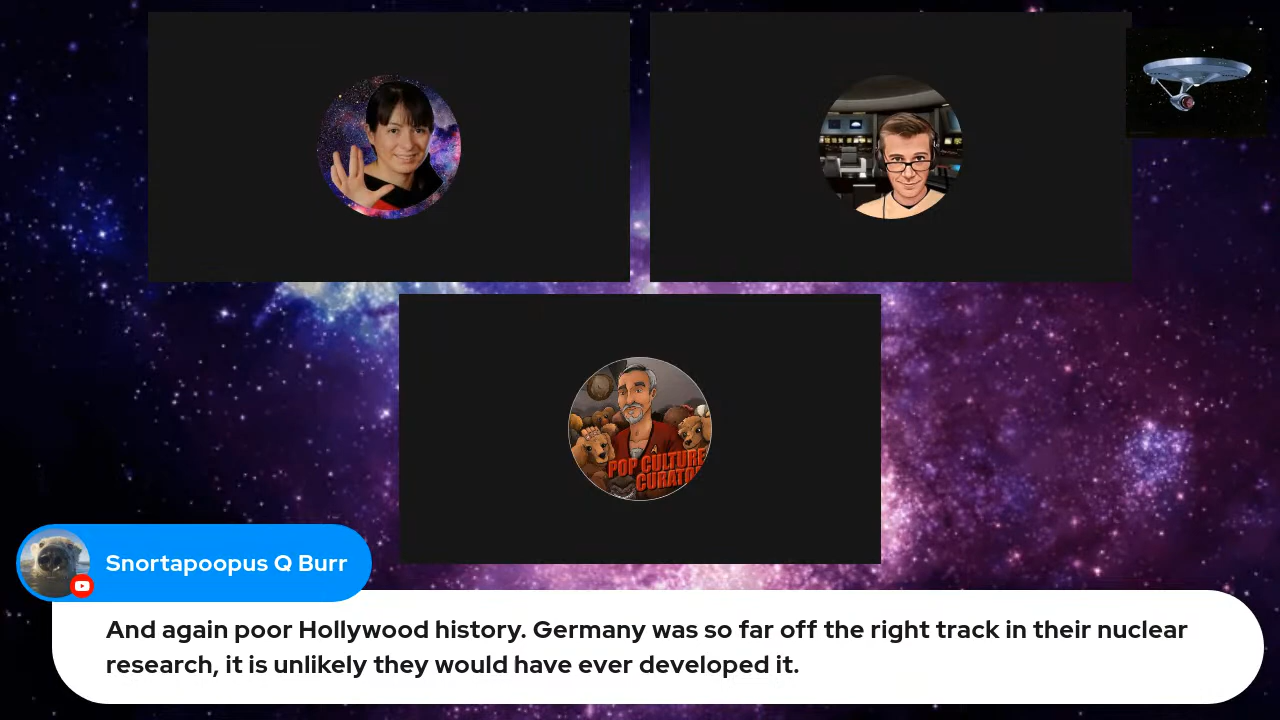 POP CULTURE
CURATO
Snortapoopus Q Burr
And again poor Hollywood history. Germany was so far off the right track in their nuclear
research, it is unlikely they would have ever developed it.